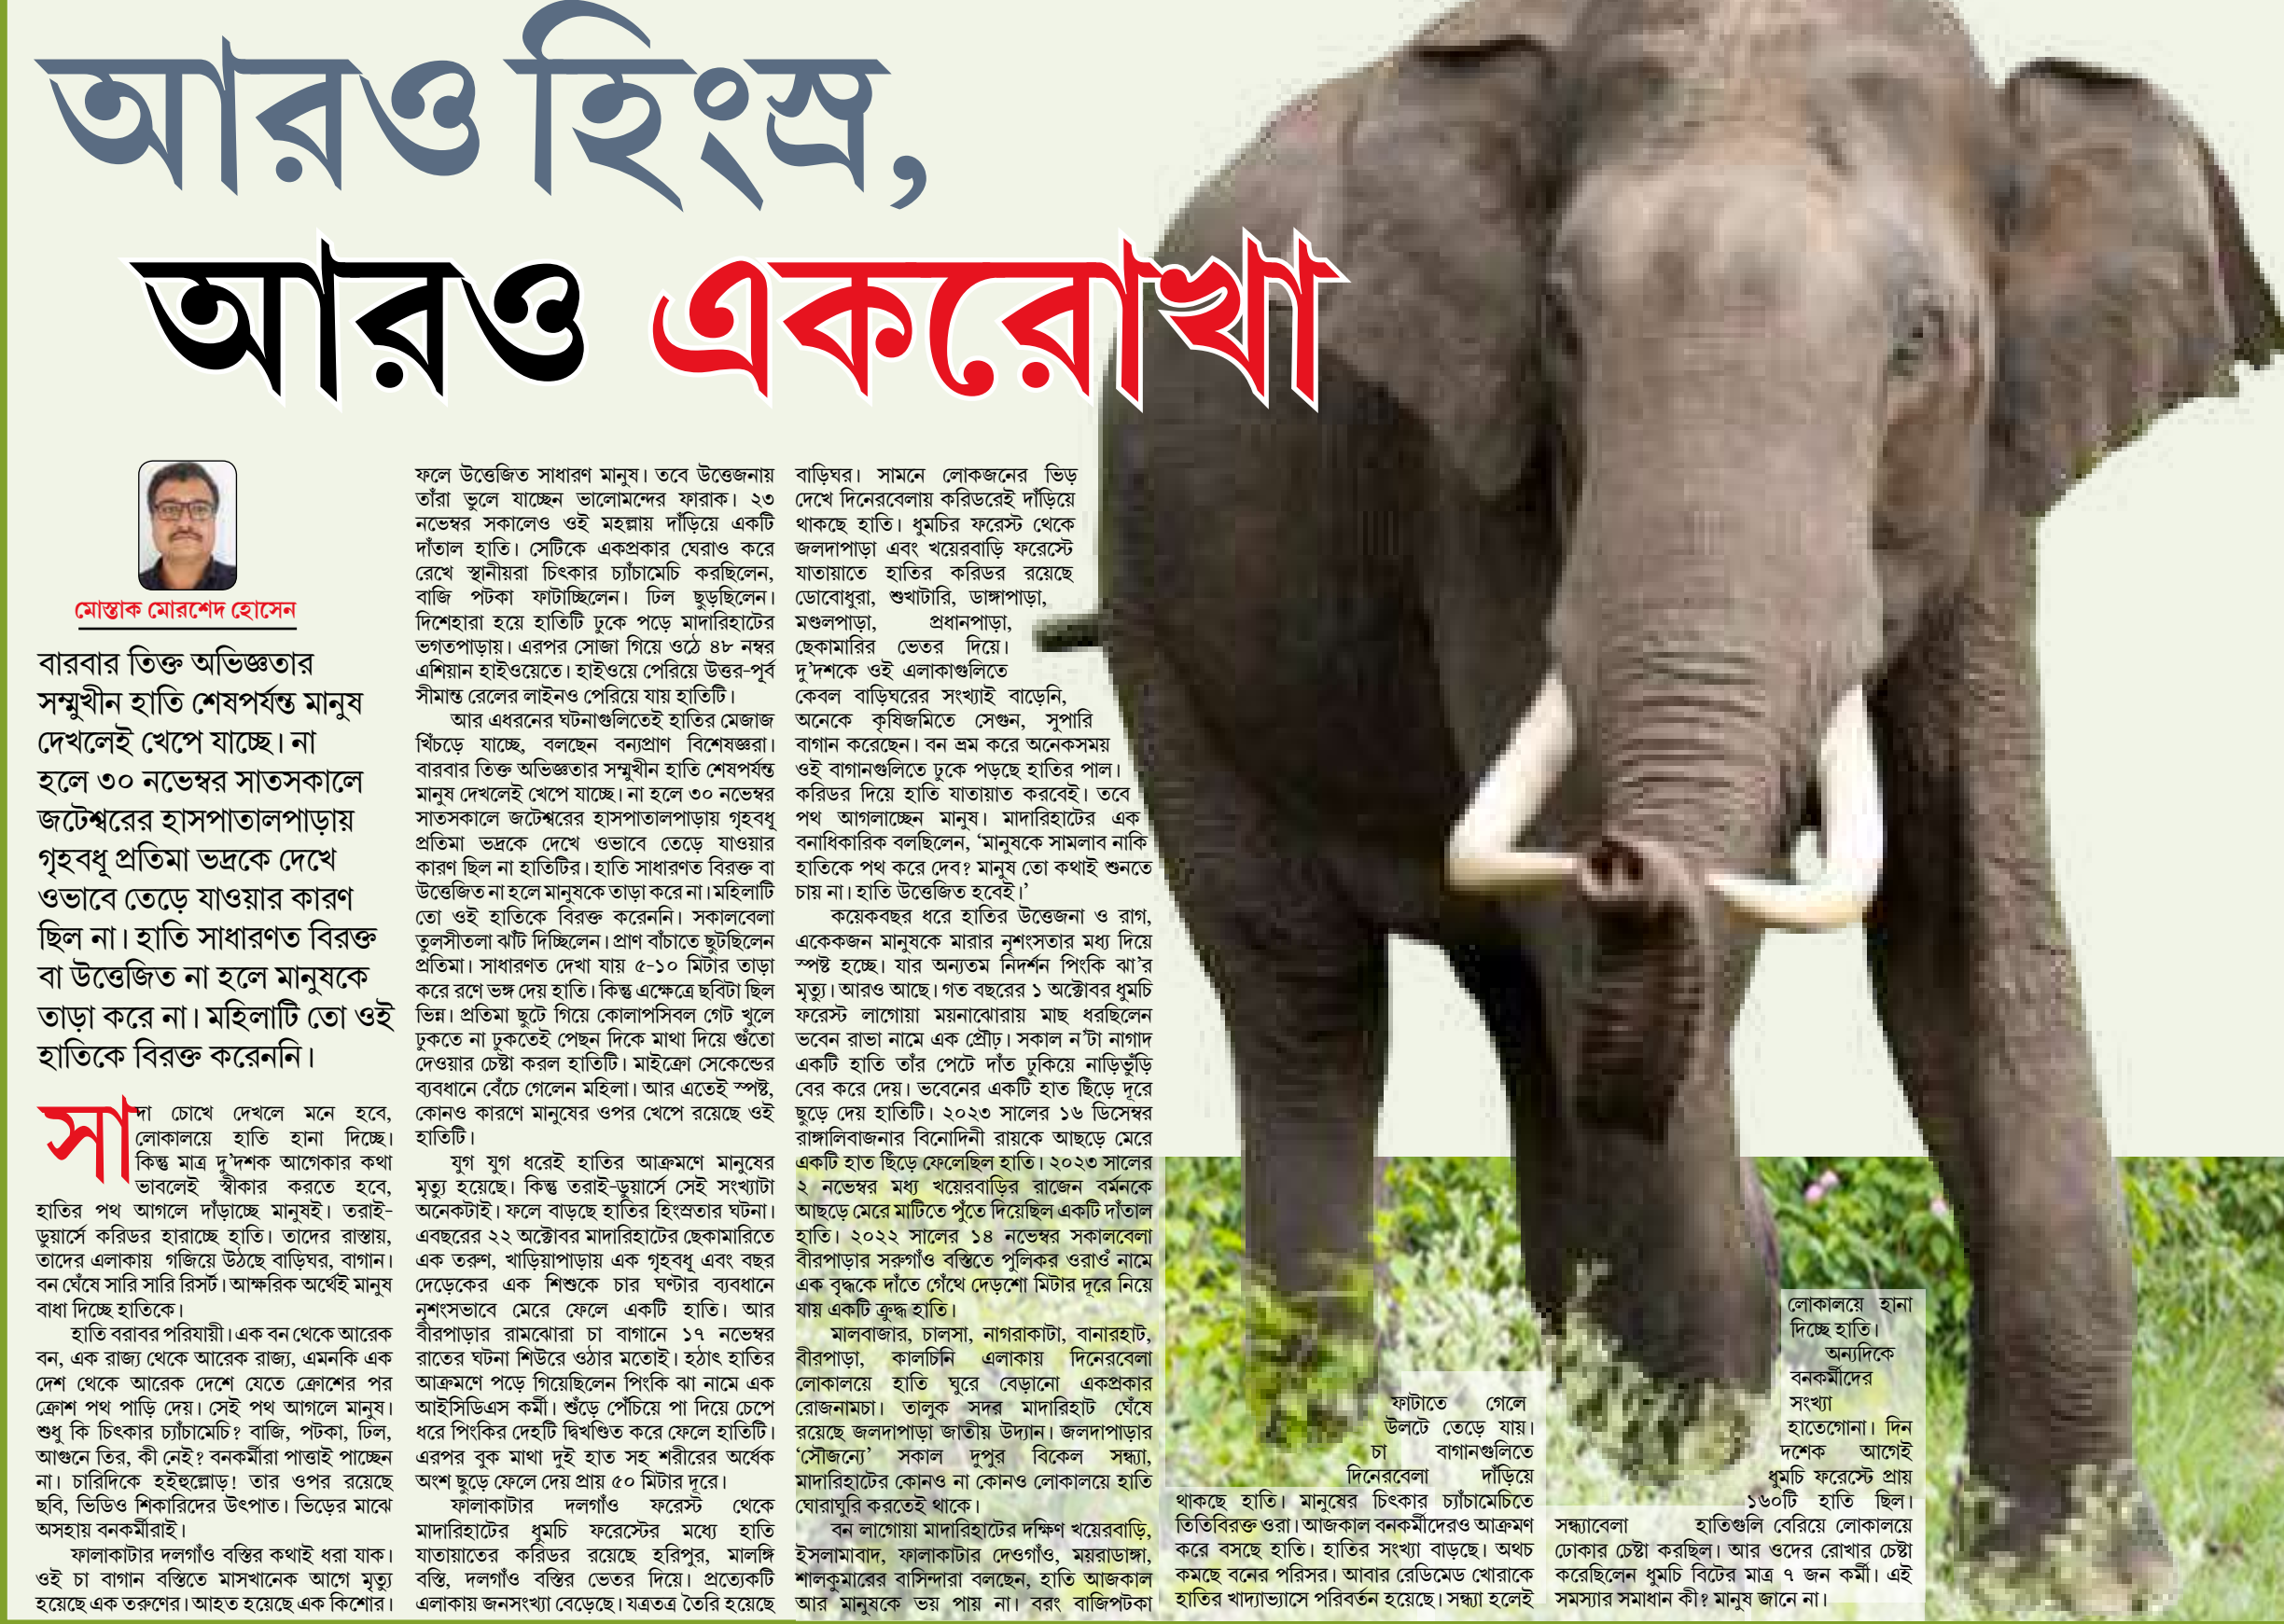 আরও হিংস্র,
আরও একরোখা
মোস্তাক মোরশেদ হোসেন
বারবার তিক্ত অভিজ্ঞতার
সম্মুখীন হাতি শেষপর্যন্ত মানুষ
দেখলেই খেপে যাচ্ছে। না
হলে ৩০ নভেম্বর সাতসকালে
জটেশ্বরের হাসপাতালপাড়ায়
গৃহবধূ প্রতিমা ভদ্রকে দেখে
ওভাবে তেড়ে যাওয়ার কারণ
ছিল না। হাতি সাধারণত বিরক্ত
বা উত্তেজিত না হলে মানুষকে
তাড়া করে না। মহিলাটি তো ওই
হাতিকে বিরক্ত করেননি।
সাদা চোখে দেখলে মনে হবে,
লোকালয়ে হাতি হানা দিচ্ছে।
কিন্তু মাত্র দু’দশক আগেকার কথা
ভাবলেই স্বীকার করতে হবে,
হাতির পথ আগলে দাঁড়াচ্ছে মানুষই। তরাই-
ডুয়ার্সে করিডর হারাচ্ছে হাতি। তাদের রাস্তায়,
তাদের এলাকায় গজিয়ে উঠছে বাড়িঘর, বাগান।
বন ঘেঁষে সারি সারি রিসর্ট। আক্ষরিক অর্থেই মানুষ
বাধা দিচ্ছে হাতিকে।
হাতি বরাবর পরিযায়ী। এক বন থেকে আরেক
বন, এক রাজ্য থেকে আরেক রাজ্য, এমনকি এক
দেশ থেকে আরেক দেশে যেতে ক্রোশের পর
ক্রোশ পথ পাড়ি দেয়। সেই পথ আগলে মানুষ।
শুধু কি চিৎকার চ্যাঁচামেচি? বাজি, পটকা, ঢিল,
আগুনে তির, কী নেই? বনকর্মীরা পাত্তাই পাচ্ছেন
না। চারিদিকে হইহুল্লোড়! তার ওপর রয়েছে
ছবি, ভিডিও শিকারিদের উৎপাত। ভিড়ের মাঝে
অসহায় বনকর্মীরাই।
ফালাকাটার দলগাঁও বস্তির কথাই ধরা যাক।
ওই চা বাগান বস্তিতে মাসখানেক আগে মৃত্যু
হয়েছে এক তরুণের। আহত হয়েছে এক কিশোর।
ফলে উত্তেজিত সাধারণ মানুষ। তবে উত্তেজনায়
তাঁরা ভুলে যাচ্ছেন ভালোমন্দের ফারাক। ২৩
নভেম্বর সকালেও ওই মহল্লায় দাঁড়িয়ে একটি
দাঁতাল হাতি। সেটিকে একপ্রকার ঘেরাও করে
রেখে স্থানীয়রা চিৎকার চ্যাঁচামেচি করছিলেন,
বাজি পটকা ফাটাচ্ছিলেন। ঢিল ছুড়ছিলেন।
দিশেহারা হয়ে হাতিটি ঢুকে পড়ে মাদারিহাটের
ভগতপাড়ায়। এরপর সোজা গিয়ে ওঠে ৪৮ নম্বর
এশিয়ান হাইওয়েতে। হাইওয়ে পেরিয়ে উত্তর-পূর্ব
সীমান্ত রেলের লাইনও পেরিয়ে যায় হাতিটি।
আর এধরনের ঘটনাগুলিতেই হাতির মেজাজ
খিঁচড়ে যাচ্ছে, বলছেন বন্যপ্রাণ বিশেষজ্ঞরা।
বারবার তিক্ত অভিজ্ঞতার সম্মুখীন হাতি শেষপর্যন্ত
মানুষ দেখলেই খেপে যাচ্ছে। না হলে ৩০ নভেম্বর
সাতসকালে জটেশ্বরের হাসপাতালপাড়ায় গৃহবধূ
প্রতিমা ভদ্রকে দেখে ওভাবে তেড়ে যাওয়ার
কারণ ছিল না হাতিটির। হাতি সাধারণত বিরক্ত বা
উত্তেজিত না হলে মানুষকে তাড়া করে না। মহিলাটি
তো ওই হাতিকে বিরক্ত করেননি। সকালবেলা
তুলসীতলা ঝাঁট দিচ্ছিলেন। প্রাণ বাঁচাতে ছুটছিলেন
প্রতিমা। সাধারণত দেখা যায় ৫-১০ মিটার তাড়া
করে রণে ভঙ্গ দেয় হাতি। কিন্তু এক্ষেত্রে ছবিটা ছিল
ভিন্ন। প্রতিমা ছুটে গিয়ে কোলাপসিবল গেট খুলে
ঢুকতে না ঢুকতেই পেছন দিকে মাথা দিয়ে গুঁতো
দেওয়ার চেষ্টা করল হাতিটি। মাইক্রো সেকেন্ডের
ব্যবধানে বেঁচে গেলেন মহিলা। আর এতেই স্পষ্ট,
কোনও কারণে মানুষের ওপর খেপে রয়েছে ওই
হাতিটি।
যুগ যুগ ধরেই হাতির আক্রমণে মানুষের
মৃত্যু হয়েছে। কিন্তু তরাই-ডুয়ার্সে সেই সংখ্যাটা
অনেকটাই। ফলে বাড়ছে হাতির হিংস্রতার ঘটনা।
এবছরের ২২ অক্টোবর মাদারিহাটের ছেকামারিতে
এক তরুণ, খাড়িয়াপাড়ায় এক গৃহবধূ এবং বছর
দেড়েকের এক শিশুকে চার ঘণ্টার ব্যবধানে
নৃশংসভাবে মেরে ফেলে একটি হাতি। আর
বীরপাড়ার রামঝোরা চা বাগানে ১৭ নভেম্বর
রাতের ঘটনা শিউরে ওঠার মতোই। হঠাৎ হাতির
আক্রমণে পড়ে গিয়েছিলেন পিংকি ঝা নামে এক
আইসিডিএস কর্মী। শুঁড়ে পেঁচিয়ে পা দিয়ে চেপে
ধরে পিংকির দেহটি দ্বিখণ্ডিত করে ফেলে হাতিটি।
এরপর বুক মাথা দুই হাত সহ শরীরের অর্ধেক
অংশ ছুড়ে ফেলে দেয় প্রায় ৫০ মিটার দূরে।
ফালাকাটার দলগাঁও ফরেস্ট থেকে
মাদারিহাটের ধুমচি ফরেস্টের মধ্যে হাতি
যাতায়াতের করিডর রয়েছে হরিপুর, মালঙ্গি
বস্তি, দলগাঁও বস্তির ভেতর দিয়ে। প্রত্যেকটি
এলাকায় জনসংখ্যা বেড়েছে। যত্রতত্র তৈরি হয়েছে
বাড়িঘর। সামনে লোকজনের ভিড়
দেখে দিনেরবেলায় করিডরেই দাঁড়িয়ে
থাকছে হাতি। ধুমচির ফরেস্ট থেকে
জলদাপাড়া এবং খয়েরবাড়ি ফরেস্টে
যাতায়াতে হাতির করিডর রয়েছে
ডোবোধুরা, শুখাটারি, ডাঙ্গাপাড়া,
মণ্ডলপাড়া, প্রধানপাড়া,
ছেকামারির ভেতর দিয়ে।
দু’দশকে ওই এলাকাগুলিতে
কেবল বাড়িঘরের সংখ্যাই বাড়েনি,
অনেকে কৃষিজমিতে সেগুন, সুপারি
বাগান করেছেন। বন ভ্রম করে অনেকসময়
ওই বাগানগুলিতে ঢুকে পড়ছে হাতির পাল।
করিডর দিয়ে হাতি যাতায়াত করবেই। তবে
পথ আগলাচ্ছেন মানুষ। মাদারিহাটের এক
বনাধিকারিক বলছিলেন, ‘মানুষকে সামলাব নাকি
হাতিকে পথ করে দেব? মানুষ তো কথাই শুনতে
চায় না। হাতি উত্তেজিত হবেই।’
কয়েকবছর ধরে হাতির উত্তেজনা ও রাগ,
একেকজন মানুষকে মারার নৃশংসতার মধ্য দিয়ে
স্পষ্ট হচ্ছে। যার অন্যতম নিদর্শন পিংকি ঝা’র
মৃত্যু। আরও আছে। গত বছরের ১ অক্টোবর ধুমচি
ফরেস্ট লাগোয়া ময়নাঝোরায় মাছ ধরছিলেন
ভবেন রাভা নামে এক প্রৌঢ়। সকাল ন’টা নাগাদ
একটি হাতি তাঁর পেটে দাঁত ঢুকিয়ে নাড়িভুঁড়ি
বের করে দেয়। ভবেনের একটি হাত ছিঁড়ে দূরে
ছুড়ে দেয় হাতিটি। ২০২৩ সালের ১৬ ডিসেম্বর
রাঙ্গালিবাজনার বিনোদিনী রায়কে আছড়ে মেরে
একটি হাত ছিঁড়ে ফেলেছিল হাতি। ২০২৩ সালের
২ নভেম্বর মধ্য খয়েরবাড়ির রাজেন বর্মনকে
আছড়ে মেরে মাটিতে পুঁতে দিয়েছিল একটি দাঁতাল
হাতি। ২০২২ সালের ১৪ নভেম্বর সকালবেলা
বীরপাড়ার সরুগাঁও বস্তিতে পুলিকর ওরাওঁ নামে
এক বৃদ্ধকে দাঁতে গেঁথে দেড়শো মিটার দূরে নিয়ে
যায় একটি ক্রুদ্ধ হাতি।
মালবাজার, চালসা, নাগরাকাটা, বানারহাট,
বীরপাড়া, কালচিনি এলাকায় দিনেরবেলা
লোকালয়ে হাতি ঘুরে বেড়ানো একপ্রকার
রোজনামচা। তালুক সদর মাদারিহাট ঘেঁষে
রয়েছে জলদাপাড়া জাতীয় উদ্যান। জলদাপাড়ার
‘সৌজন্যে’ সকাল দুপুর বিকেল সন্ধ্যা,
মাদারিহাটের কোনও না কোনও লোকালয়ে হাতি
ঘোরাঘুরি করতেই থাকে।
বন লাগোয়া মাদারিহাটের দক্ষিণ খয়েরবাড়ি,
ইসলামাবাদ, ফালাকাটার দেওগাঁও, ময়রাডাঙ্গা,
শালকুমারের বাসিন্দারা বলছেন, হাতি আজকাল
আর মানুষকে ভয় পায় না। বরং বাজিপটকা
ফাটাতে গেলে
উলটে তেড়ে যায়।
চা বাগানগুলিতে
দিনেরবেলা দাঁড়িয়ে
থাকছে হাতি। মানুষের চিৎকার চ্যাঁচামেচিতে
তিতিবিরক্ত ওরা। আজকাল বনকর্মীদেরও আক্রমণ
করে বসছে হাতি। হাতির সংখ্যা বাড়ছে। অথচ
কমছে বনের পরিসর। আবার রেডিমেড খোরাকে
হাতির খাদ্যাভ্যাসে পরিবর্তন হয়েছে। সন্ধ্যা হলেই
লোকালয়ে হানা
দিচ্ছে হাতি।
অন্যদিকে
বনকর্মীদের
সংখ্যা
হাতেগোনা। দিন
দশেক আগেই
ধুমচি ফরেস্টে প্রায়
১৬০টি হাতি ছিল।
সন্ধ্যাবেলা হাতিগুলি বেরিয়ে লোকালয়ে
ঢোকার চেষ্টা করছিল। আর ওদের রোখার চেষ্টা
করেছিলেন ধুমচি বিটের মাত্র ৭ জন কর্মী। এই
সমস্যার সমাধান কী? মানুষ জানে না।